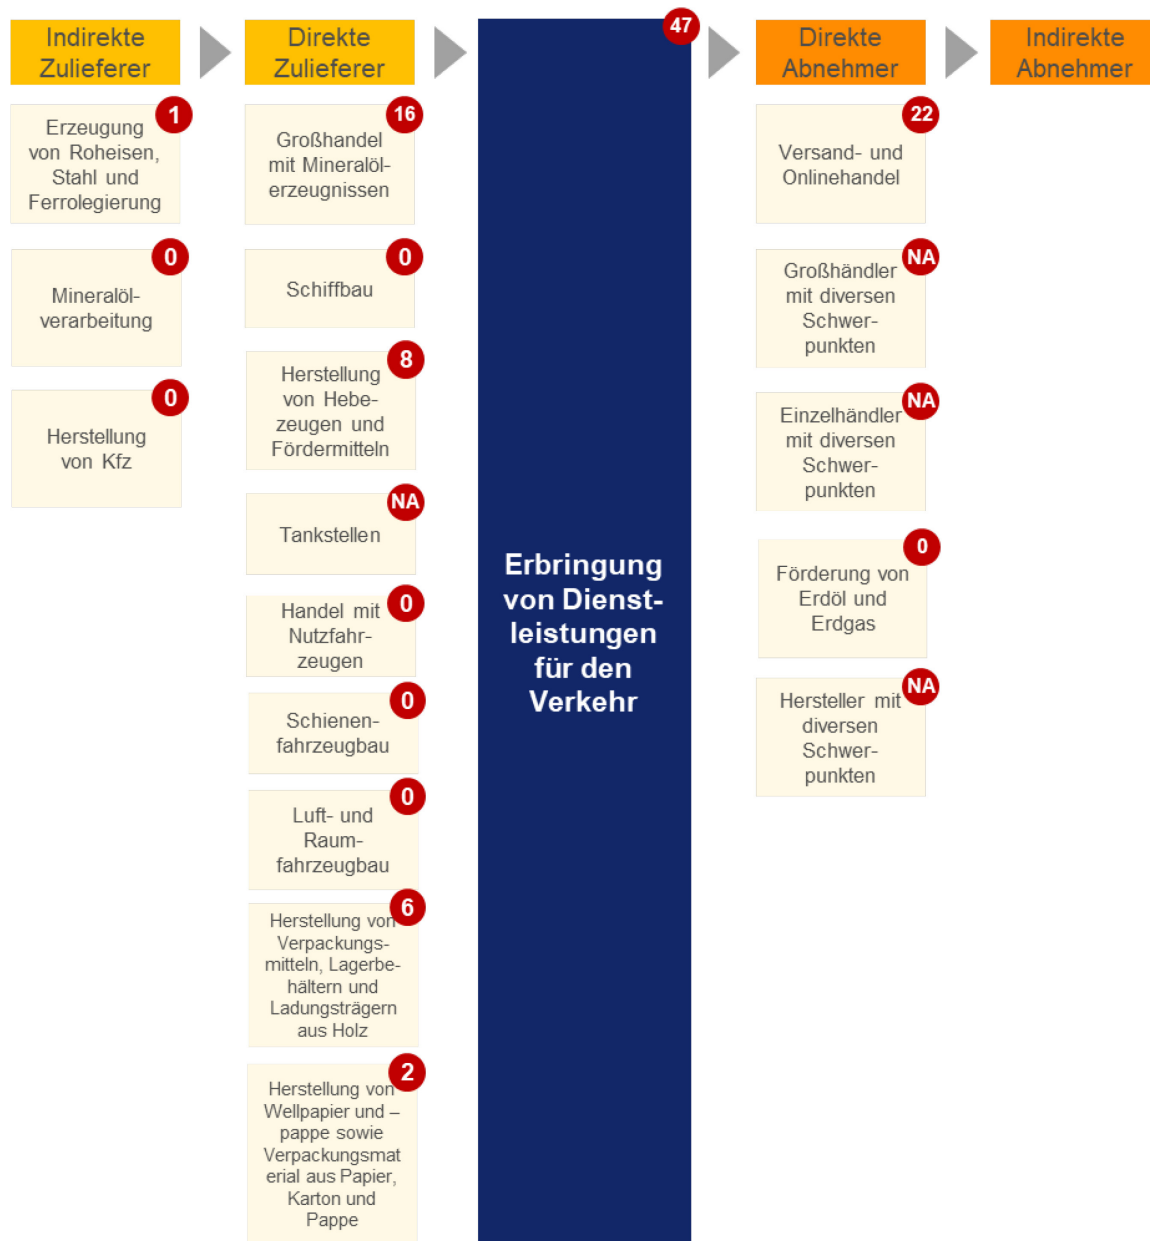 Indirekte
Zulieferer
Direkte
Zulieferer
47
Direkte
Abnehmer
Indirekte
Abnehmer
1
Erzeugung
von Roheisen,
Stahl und
Ferrolegierung
0
Mineralöl-
verarbeitung
0
Herstellung
von Kfz
16
Großhandel
mit Mineralöl-
erzeugnissen
0
Schiffbau
8
Herstellung
von Hebe-
zeugen und
Fördermitteln
NA
Tankstellen
0
Handel mit
Nutzfahr-
zeugen
0
Schienen-
fahrzeugbau
0
Luft- und
Raum-
fahrzeugbau
6
Herstellung von
Verpackungs-
mitteln, Lagerbe-
hältern und
Ladungsträgern
aus Holz
2
Herstellung von
Wellpapier und –
pappe sowie
Verpackungsmat
erial aus Papier,
Karton und
Pappe
Erbringung
von Dienst-
leistungen
für den
Verkehr
22
Versand- und
Onlinehandel
NA
Großhändler
mit diversen
Schwer-
punkten
NA
Einzelhändler
mit diversen
Schwer-
punkten
0
Förderung von
Erdöl und
Erdgas
NA
Hersteller mit
diversen
Schwer-
punkten